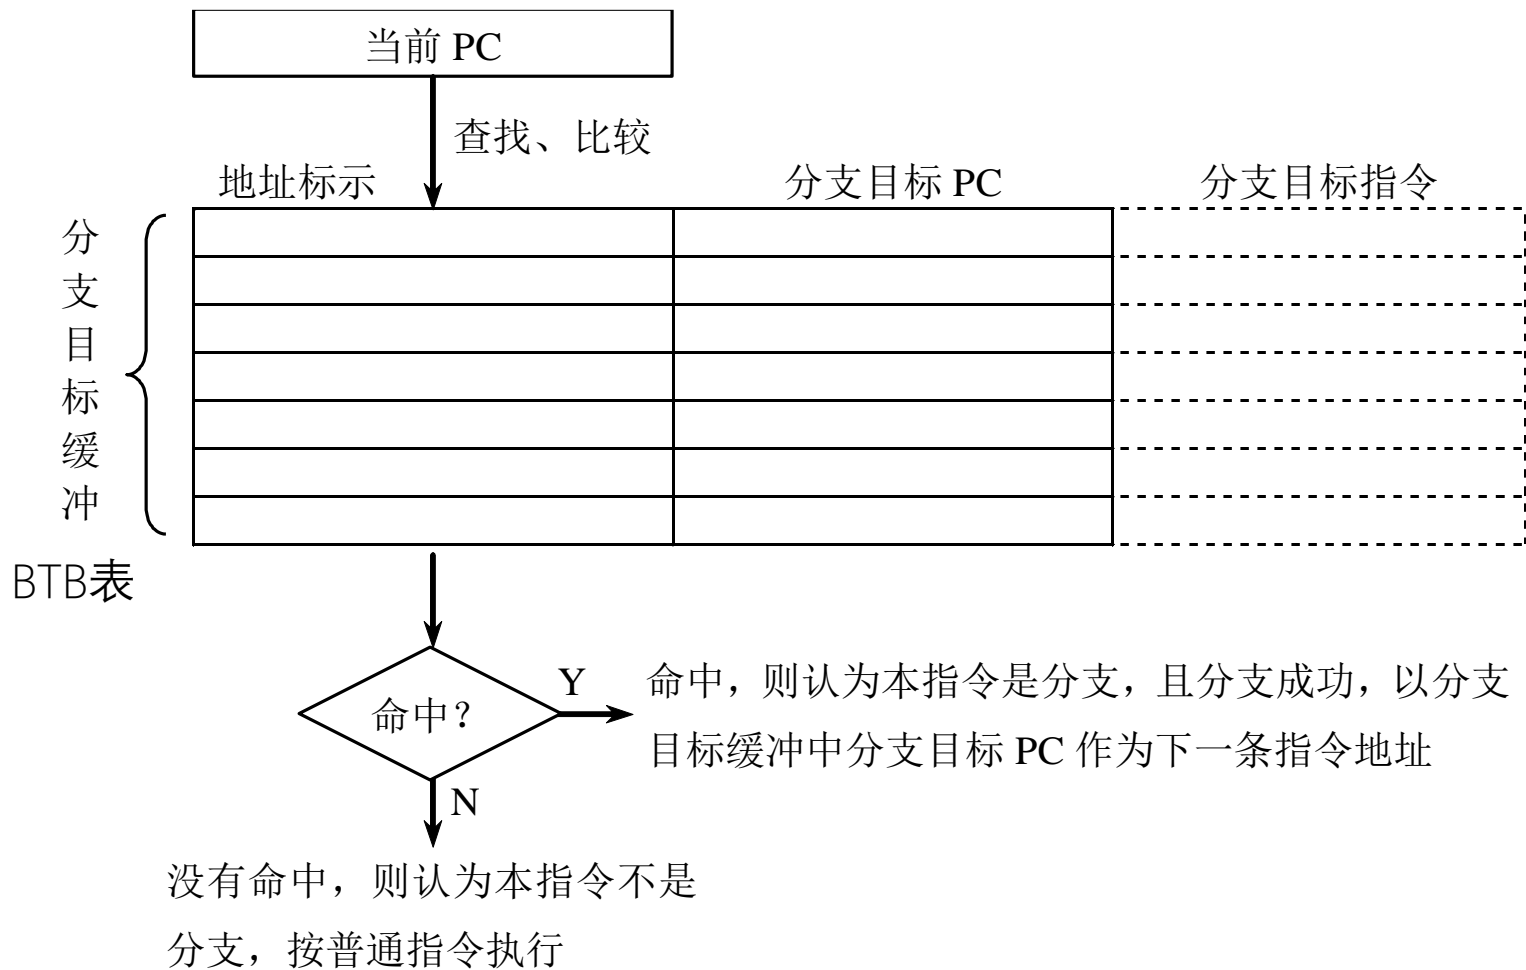 当前 PC
查找、比较
地址标示
分支目标 PC
分支目标指令
分
支
目
标
缓
冲
BTB表
命中?
Y
命中，则认为本指令是分支，且分支成功，以分支
目标缓冲中分支目标 PC 作为下一条指令地址
N
没有命中，则认为本指令不是
分支，按普通指令执行